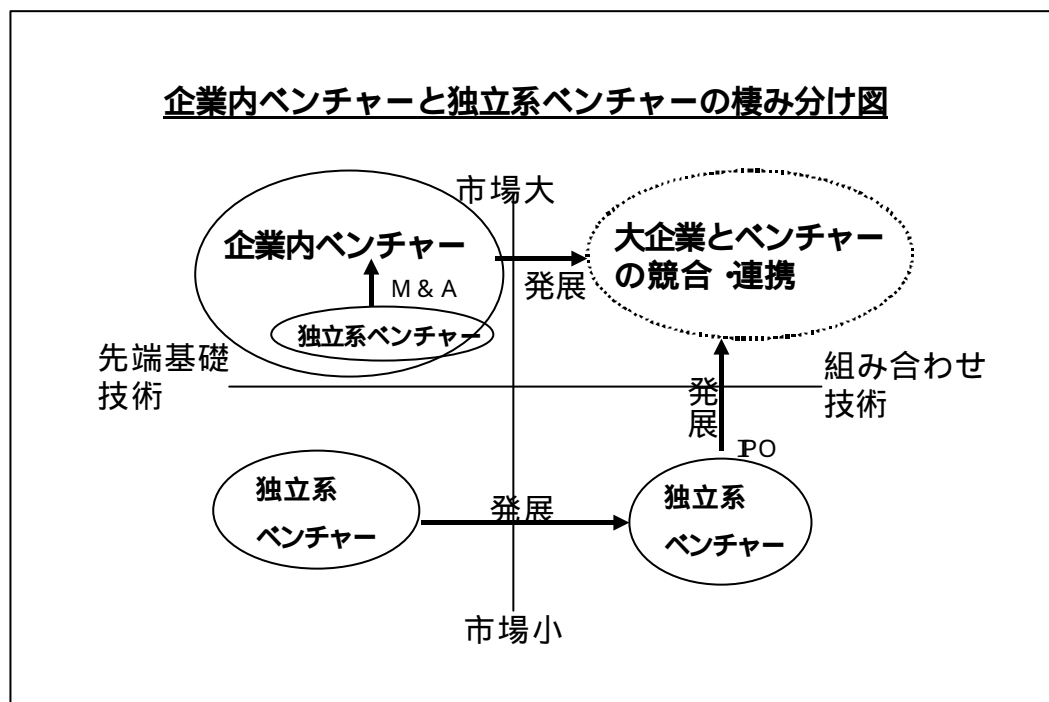 企業内ベンチャーと独立系ベンチャーの棲み分け図
市場大
企業内ベンチャー
大企業とベンチャー
の競合・連携
発展
M & A
独立系ベンチャー
先端基礎
技術
組み合わせ
技術
発展
IPO
独立系
ベンチャー
発展
独立系
ベンチャー
市場小